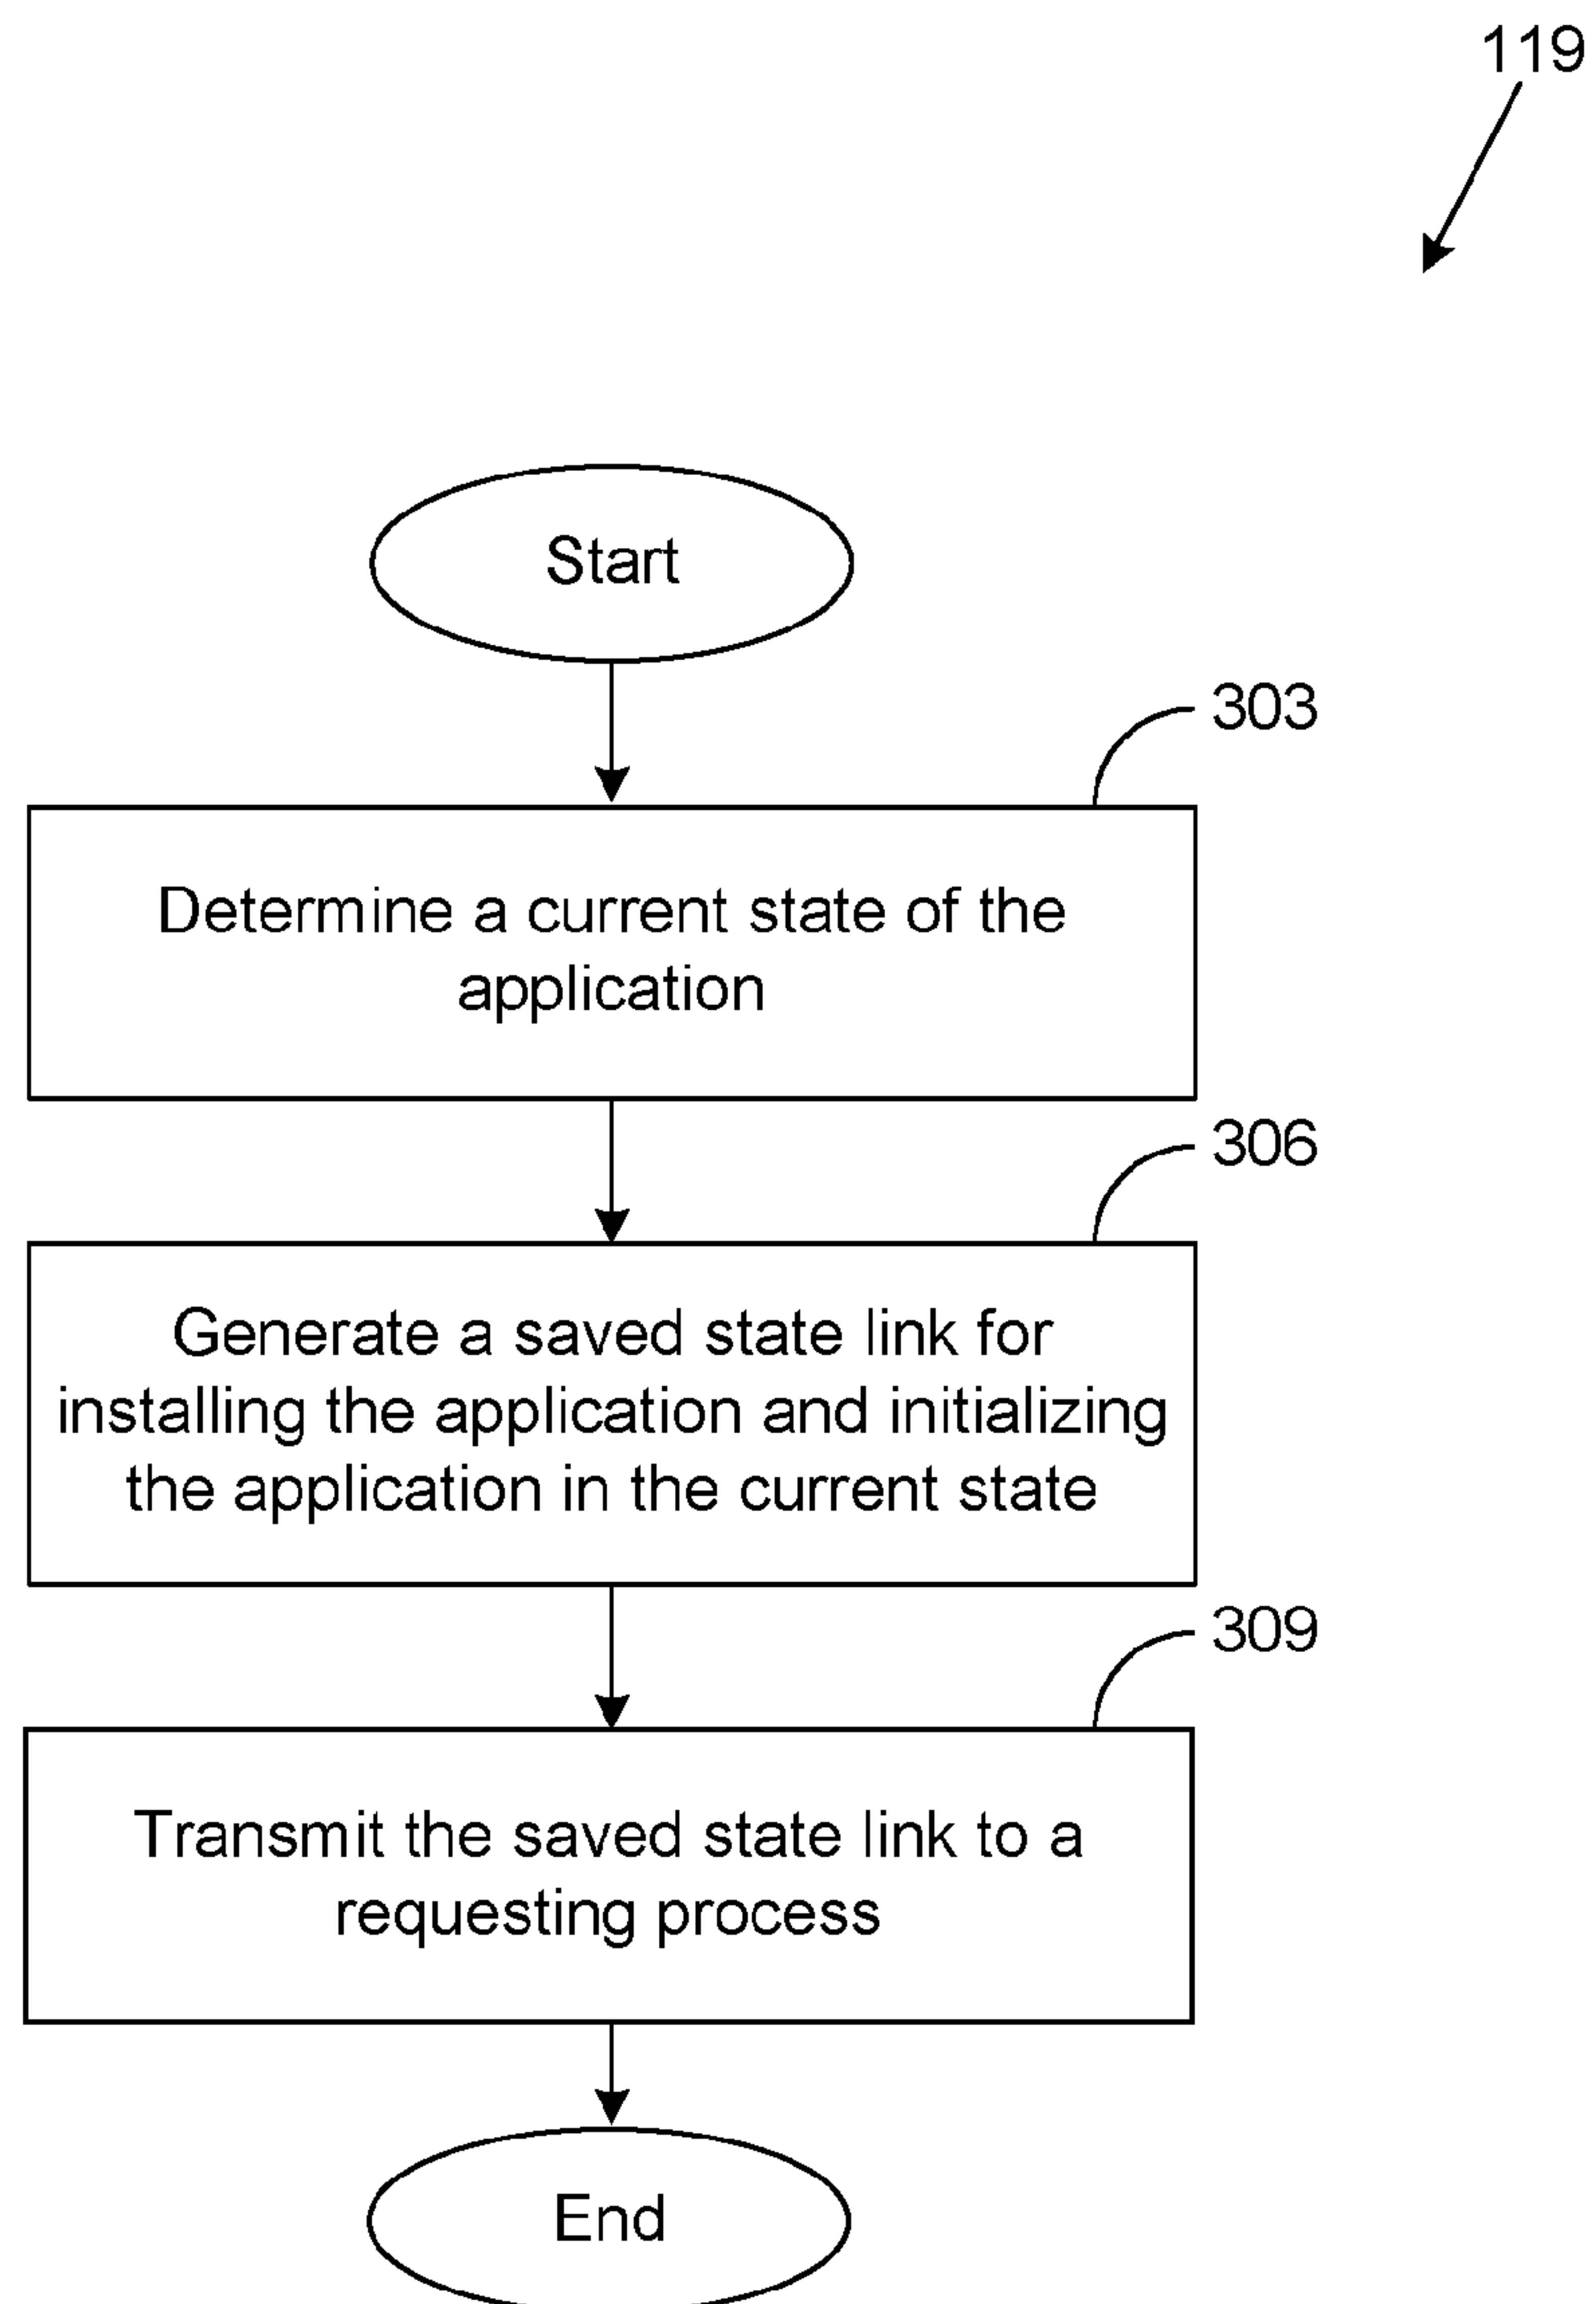 119
Start
303
Determine a current state of the
application
306
Generate a saved state link for
installing the application and initializing
the application in the current state
309
Transmit the saved state link to a
requesting process
End